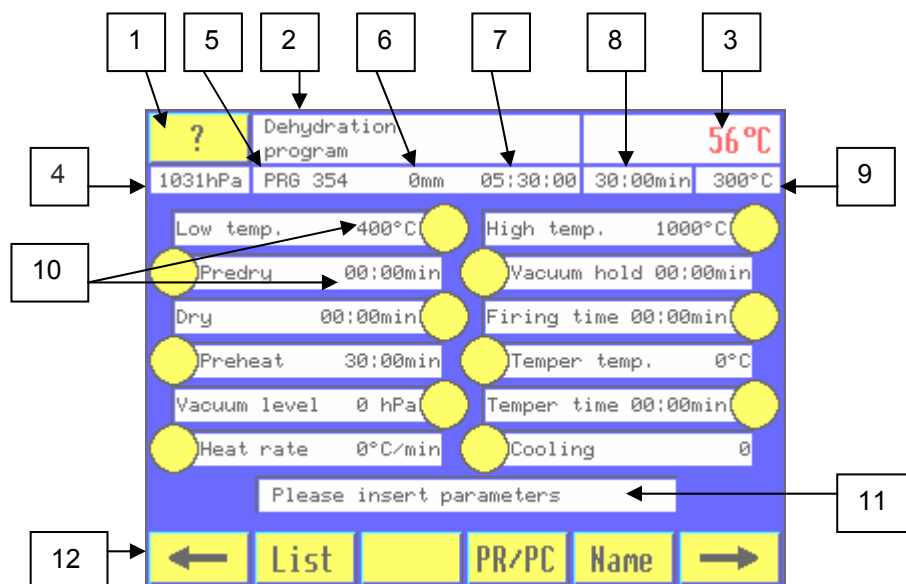 1 5 2 6 7 8 3
? Dehydration
program 56°C
4 1031hPa PRG 354 0mm 05:30:00 30:00min 300°C 9
Low temp. 400°C High temp. 1000°C
10 Predry 00:00min Vacuum hold 00:00min
Dry 00:00min Firing time 00:00min
Preheat 30:00min Temper temp. 0°C
Vacuum level 0 hPa Temper time 00:00min
Heat rate 0°C/min Cooling 0
Please insert parameters 11
12 List PR/PC Name